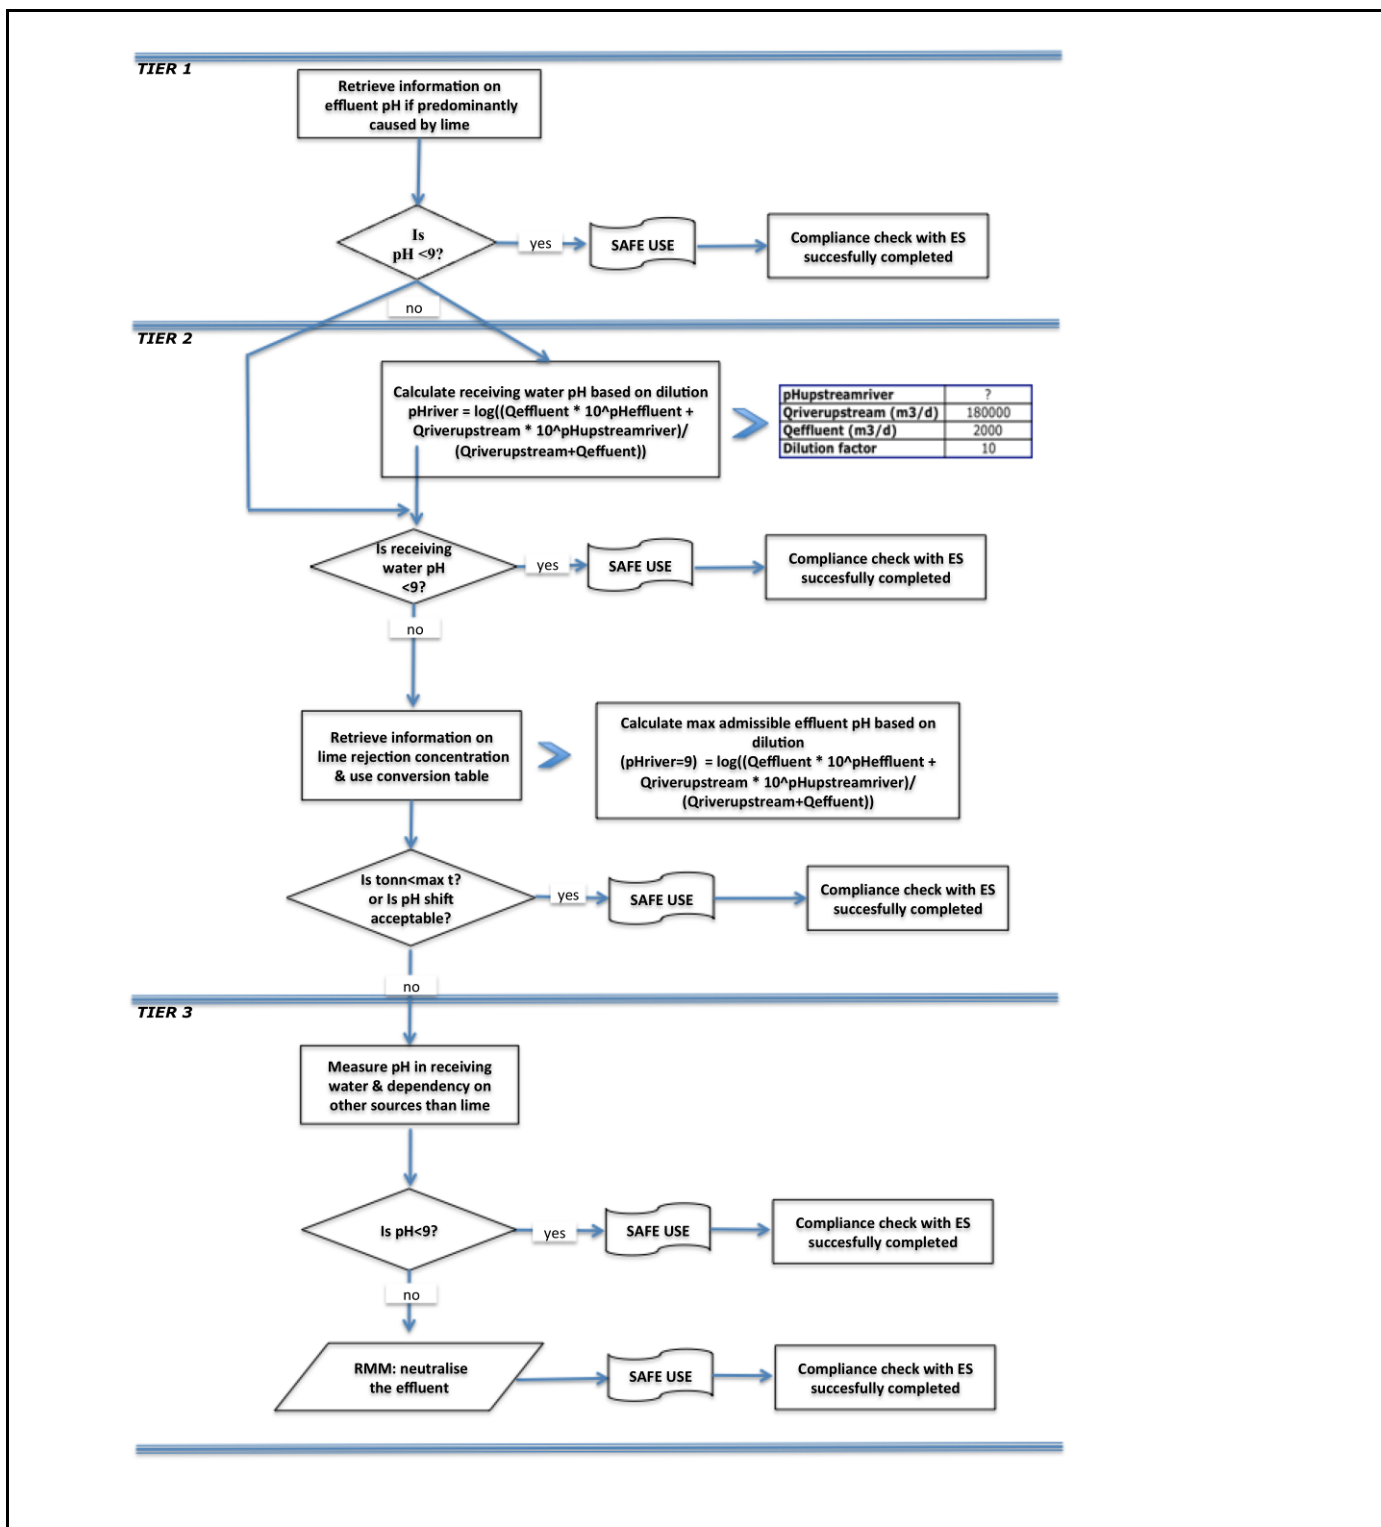 TIER 1
Retrieve information on
effluent pH if predominantly
caused by lime
Is
pH <9?
yes
SAFE USE
Compliance check with ES
succesfully completed
no
TIER 2
Calculate receiving water pH based on dilution
pHriver = log((Qeffluent * 10^pHeffluent +
Qriverupstream * 10^pHupstreamriver)/
(Qriverupstream+Qeffuent))
pHupstreamriver ?
Qriverupstream (m3/d) 180000
Qeffluent (m3/d) 2000
Dilution factor 10
Is receiving
water pH
<9?
yes
SAFE USE
Compliance check with ES
succesfully completed
no
Retrieve information on
lime rejection concentration
& use conversion table
Calculate max admissible effluent pH based on
dilution
(pHriver=9) = log((Qeffluent * 10^pHeffluent +
Qriverupstream * 10^pHupstreamriver)/
(Qriverupstream+Qeffuent))
Is tonn<max t?
or Is pH shift
acceptable?
yes
SAFE USE
Compliance check with ES
succesfully completed
no
TIER 3
Measure pH in receiving
water & dependency on
other sources than lime
Is pH<9?
yes
SAFE USE
Compliance check with ES
succesfully completed
no
RMM: neutralise
the effluent
SAFE USE
Compliance check with ES
succesfully completed